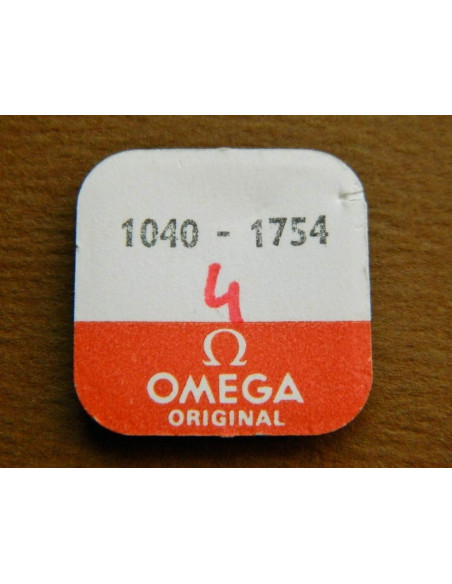 1040 - 1754
4
Ω
OMEGA
ORIGINAL